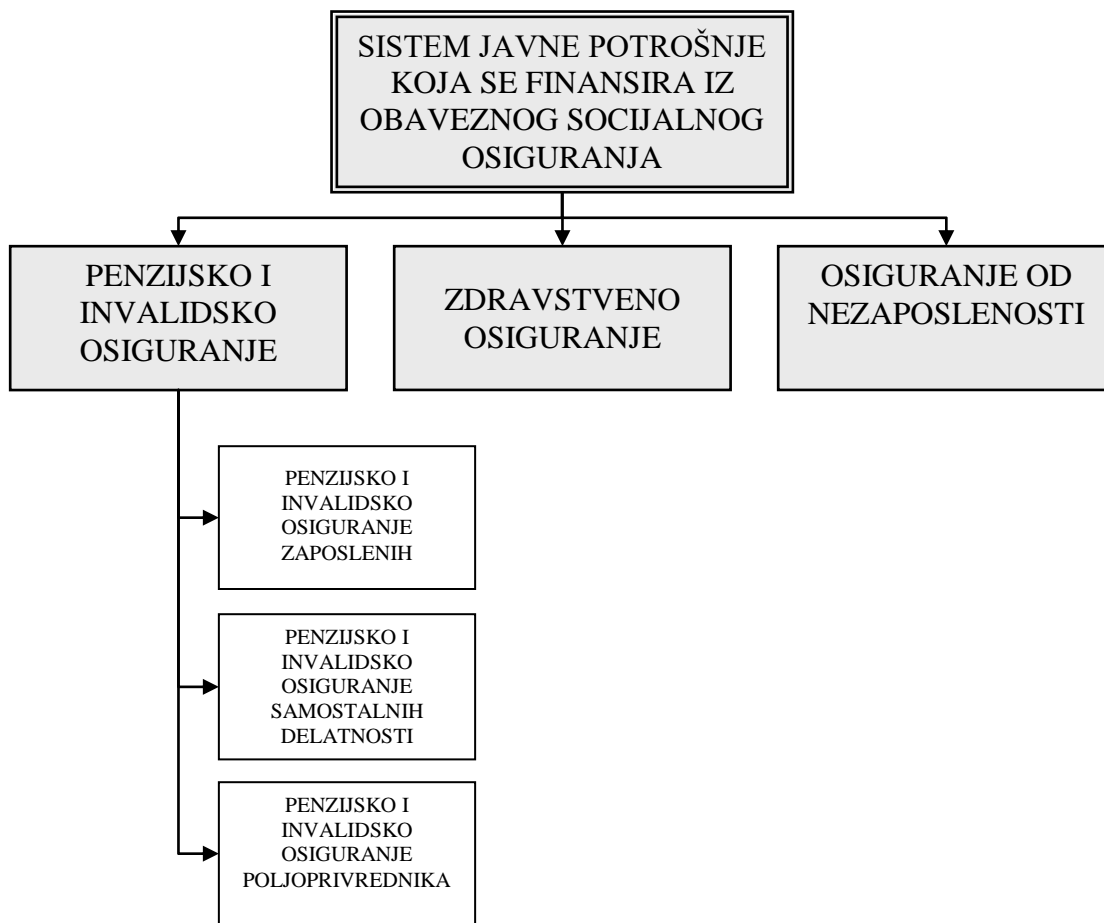 SISTEM JAVNE POTROŠNJE
KOJA SE FINANSIRA IZ
OBAVEZNOG SOCIJALNOG
OSIGURANJA
PENZIJSKO I
INVALIDSKO
OSIGURANJE
ZDRAVSTVENO
OSIGURANJE
OSIGURANJE OD
NEZAPOSLENOSTI
PENZIJSKO I
INVALIDSKO
OSIGURANJE
ZAPOSLENIH
PENZIJSKO I
INVALIDSKO
OSIGURANJE
SAMOSTALNIH
DELATNOSTI
PENZIJSKO I
INVALIDSKO
OSIGURANJE
POLJOPRIVREDNIKA